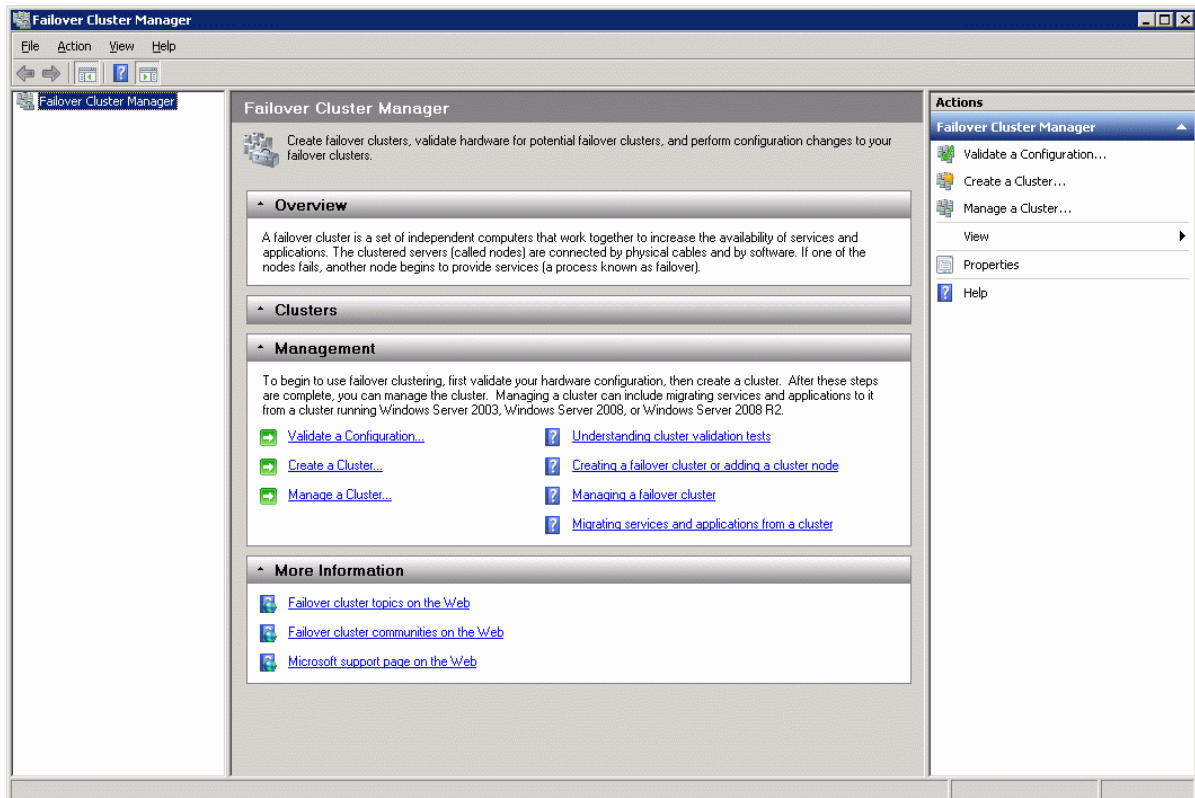 Failover Cluster Manager
File Action View Help
Failover Cluster Manager
Failover Cluster Manager
Create failover clusters, validate hardware for potential failover clusters, and perform configuration changes to your
failover clusters.
Overview
A failover cluster is a set of independent computers that work together to increase the availability of services and
applications. The clustered servers (called nodes) are connected by physical cables and by software. If one of the
nodes fails, another node begins to provide services (a process known as failover).
Clusters
Management
To begin to use failover clustering, first validate your hardware configuration, then create a cluster. After these steps
are complete, you can manage the cluster. Managing a cluster can include migrating services and applications to it
from a cluster running Windows Server 2003, Windows Server 2008, or Windows Server 2008 R2.
Validate a Configuration...
Understanding cluster validation tests
Create a Cluster...
Creating a failover cluster or adding a cluster node
Manage a Cluster...
Managing a failover cluster
Migrating services and applications from a cluster
More Information
Failover cluster topics on the Web
Failover cluster communities on the Web
Microsoft support page on the Web
Actions
Failover Cluster Manager
Validate a Configuration...
Create a Cluster...
Manage a Cluster...
View
Properties
Help